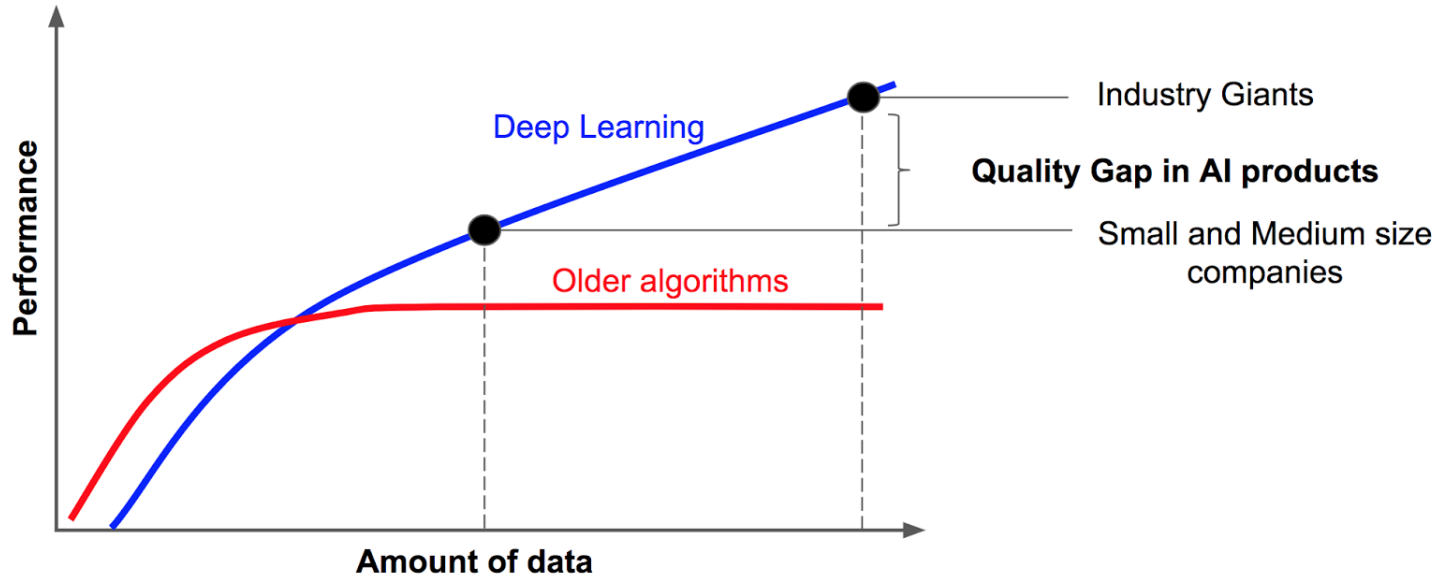 Performance
Deep Learning
Older algorithms
Industry Giants
Quality Gap in AI products
Small and Medium size
companies
Amount of data